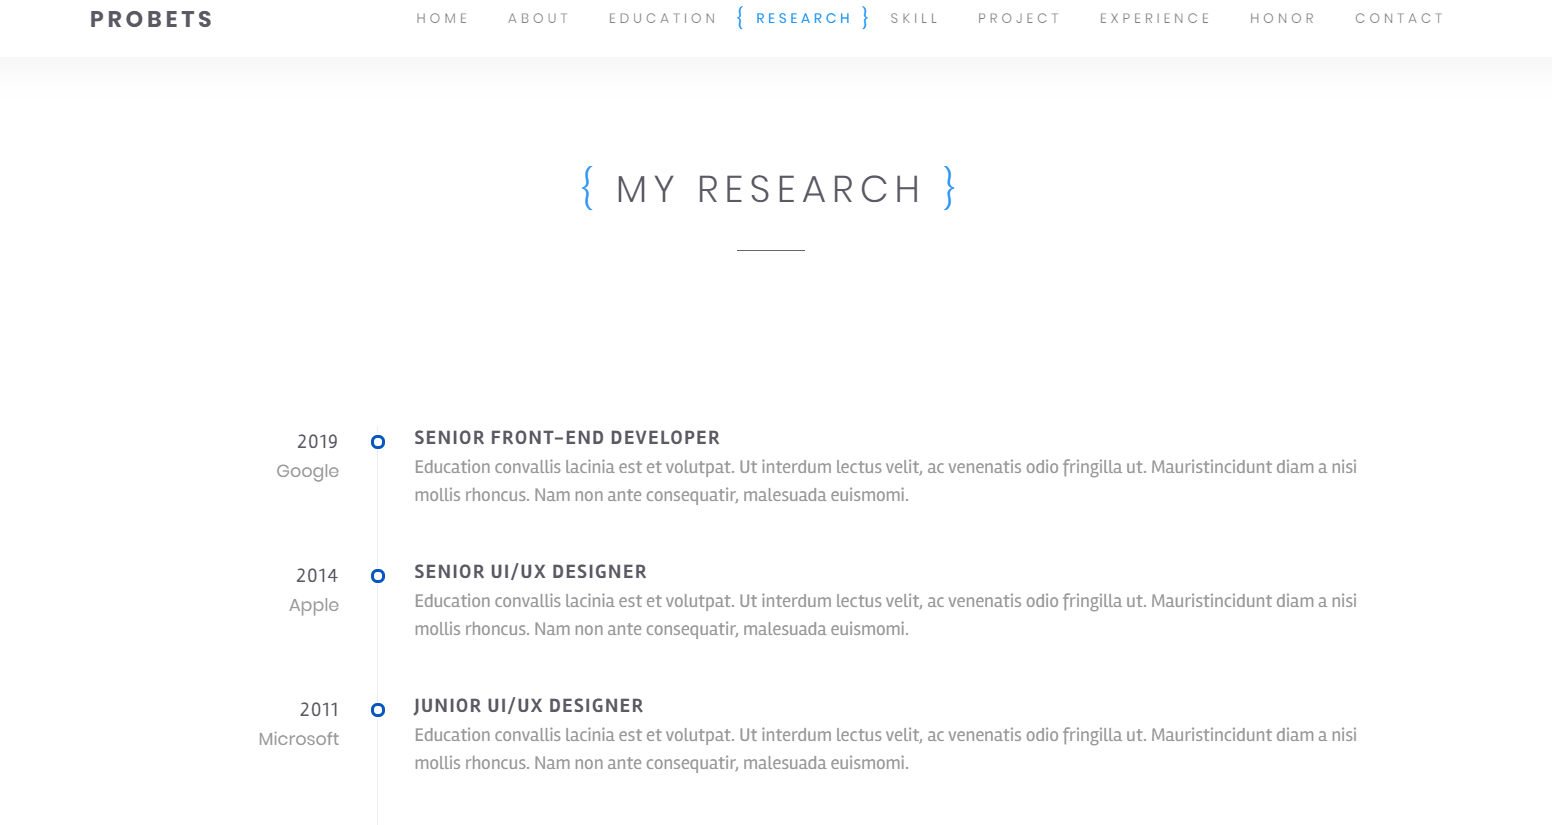 PROBETS
HOME ABOUT EDUCATION { RESEARCH } SKILL PROJECT EXPERIENCE HONOR CONTACT
{ MY RESEARCH }
2019
Google
SENIOR FRONT-END DEVELOPER
Education convallis lacinia est et volutpat. Ut interdum lectus velit, ac venenatis odio fringilla ut. Mauristincidunt diam a nisi
mollis rhoncus. Nam non ante consequatir, malesuada euismomi.
2014
Apple
SENIOR UI/UX DESIGNER
Education convallis lacinia est et volutpat. Ut interdum lectus velit, ac venenatis odio fringilla ut. Mauristincidunt diam a nisi
mollis rhoncus. Nam non ante consequatir, malesuada euismomi.
2011
Microsoft
JUNIOR UI/UX DESIGNER
Education convallis lacinia est et volutpat. Ut interdum lectus velit, ac venenatis odio fringilla ut. Mauristincidunt diam a nisi
mollis rhoncus. Nam non ante consequatir, malesuada euismomi.